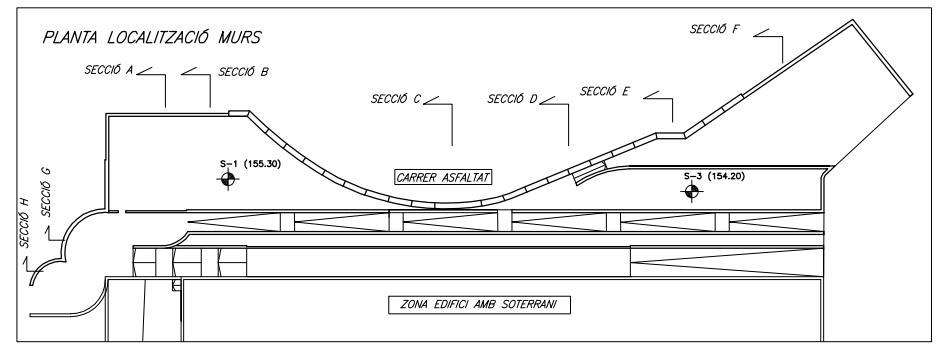 PLANTA LOCALITZACIÓ MURS
SECCIÓ A
SECCIÓ B
SECCIÓ C
SECCIÓ D
SECCIÓ E
SECCIÓ F
S-1 (155.30)
CARRER ASFALTAT
S-3 (154.20)
SECCIÓ G
SECCIÓ H
ZONA EDIFICI AMB SOTERRANI